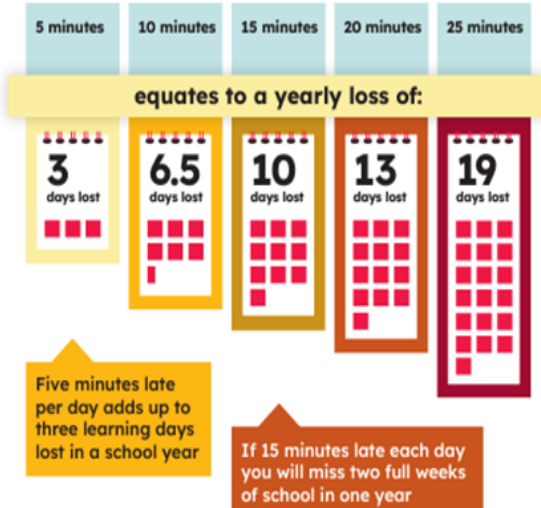 5 minutes
10 minutes
15 minutes
20 minutes
25 minutes
equates to a yearly loss of:
3
days lost
6.5
days lost
10
days lost
13
days lost
19
days lost
Five minutes late
per day adds up to
three learning days
lost in a school year
If 15 minutes late each day
you will miss two full weeks
of school in one year